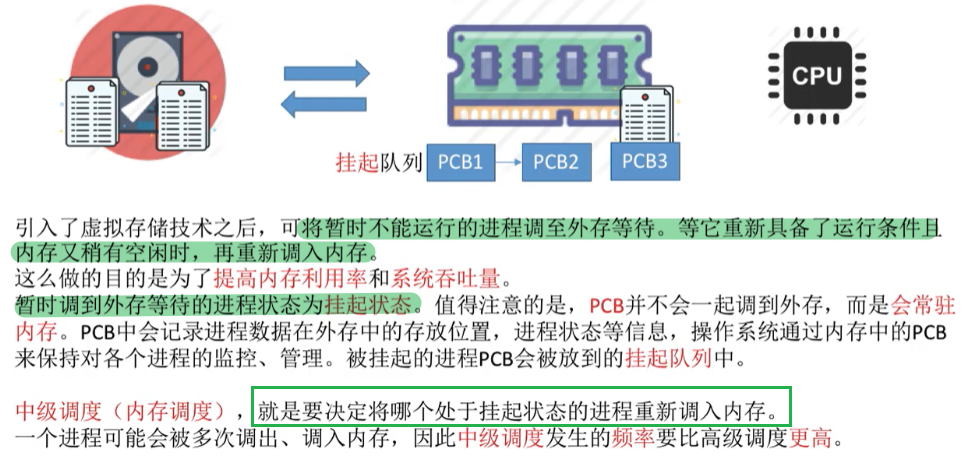 CPU
挂起队列 PCB1 PCB2 PCB3
引入了虚拟存储技术之后，可将暂时不能运行的进程调至外存等待。等它重新具备了运行条件且
内存又稍有空闲时，再重新调入内存。
这么做的目的是为了提高内存利用率和系统吞吐量。
暂时调到外存等待的进程状态为挂起状态。值得注意的是，PCB并不会一起调到外存，而是会常驻
内存。PCB中会记录进程数据在外存中的存放位置，进程状态等信息，操作系统通过内存中的PCB
来保持对各个进程的监控、管理。被挂起的进程PCB会被放到的挂起队列中。
中级调度（内存调度），就是要决定将哪个处于挂起状态的进程重新调入内存。
一个进程可能会被多次调出、调入内存，因此中级调度发生的频率要比高级调度更高。